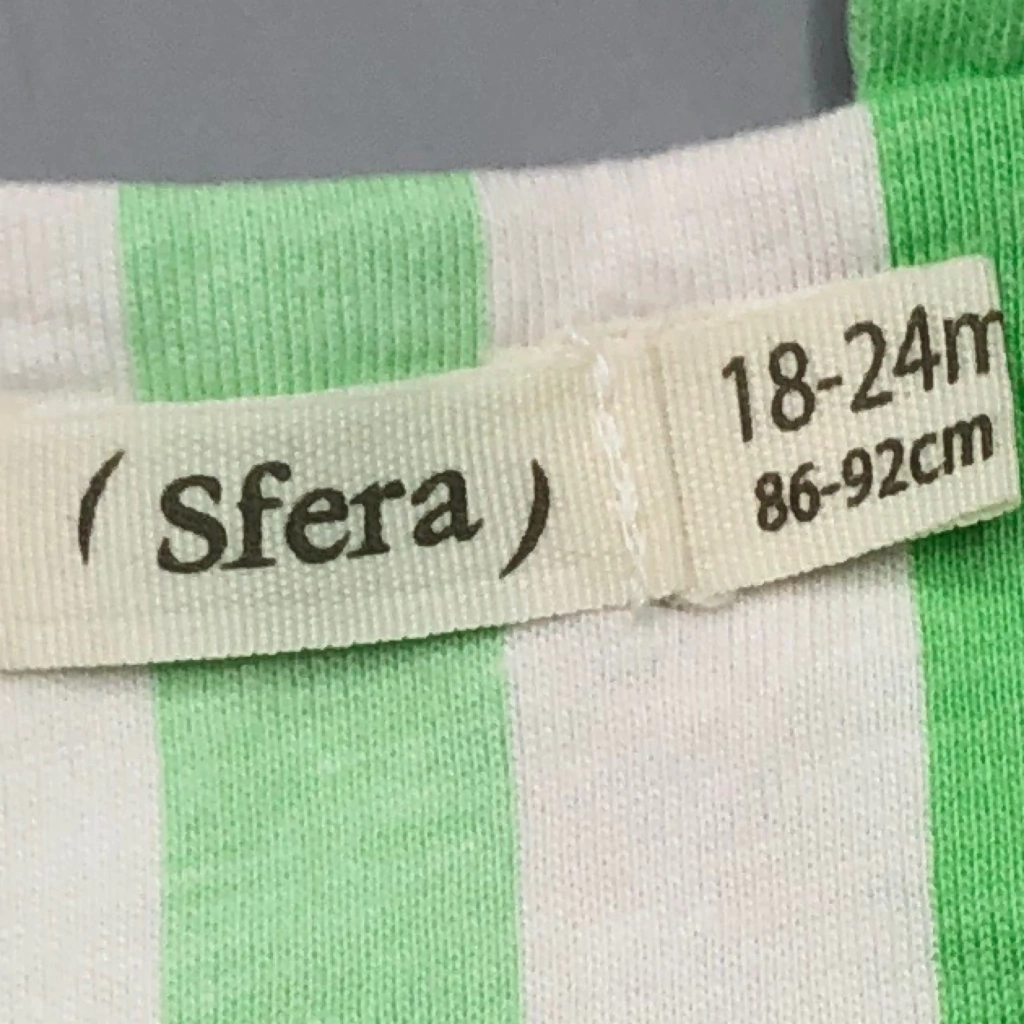 ( Sfera )
18-24m
86-92cm